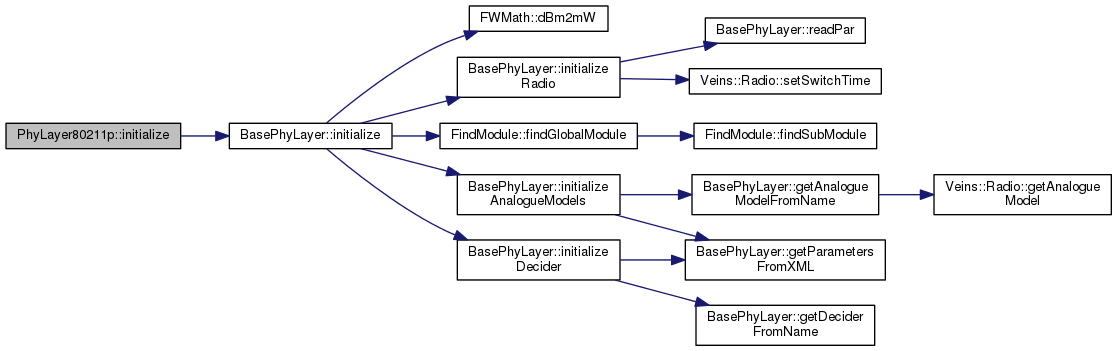 PhyLayer80211p::initialize
BasePhyLayer::initialize
FWMath::dBm2mW
BasePhyLayer::initialize
Radio
BasePhyLayer::readPar
Veins::Radio::setSwitchTime
FindModule::findGlobalModule
FindModule::findSubModule
BasePhyLayer::initialize
AnalogueModels
BasePhyLayer::getAnalogue
ModelFromName
Veins::Radio::getAnalogue
Model
BasePhyLayer::initialize
Decider
BasePhyLayer::getParameters
FromXML
BasePhyLayer::getDecider
FromName